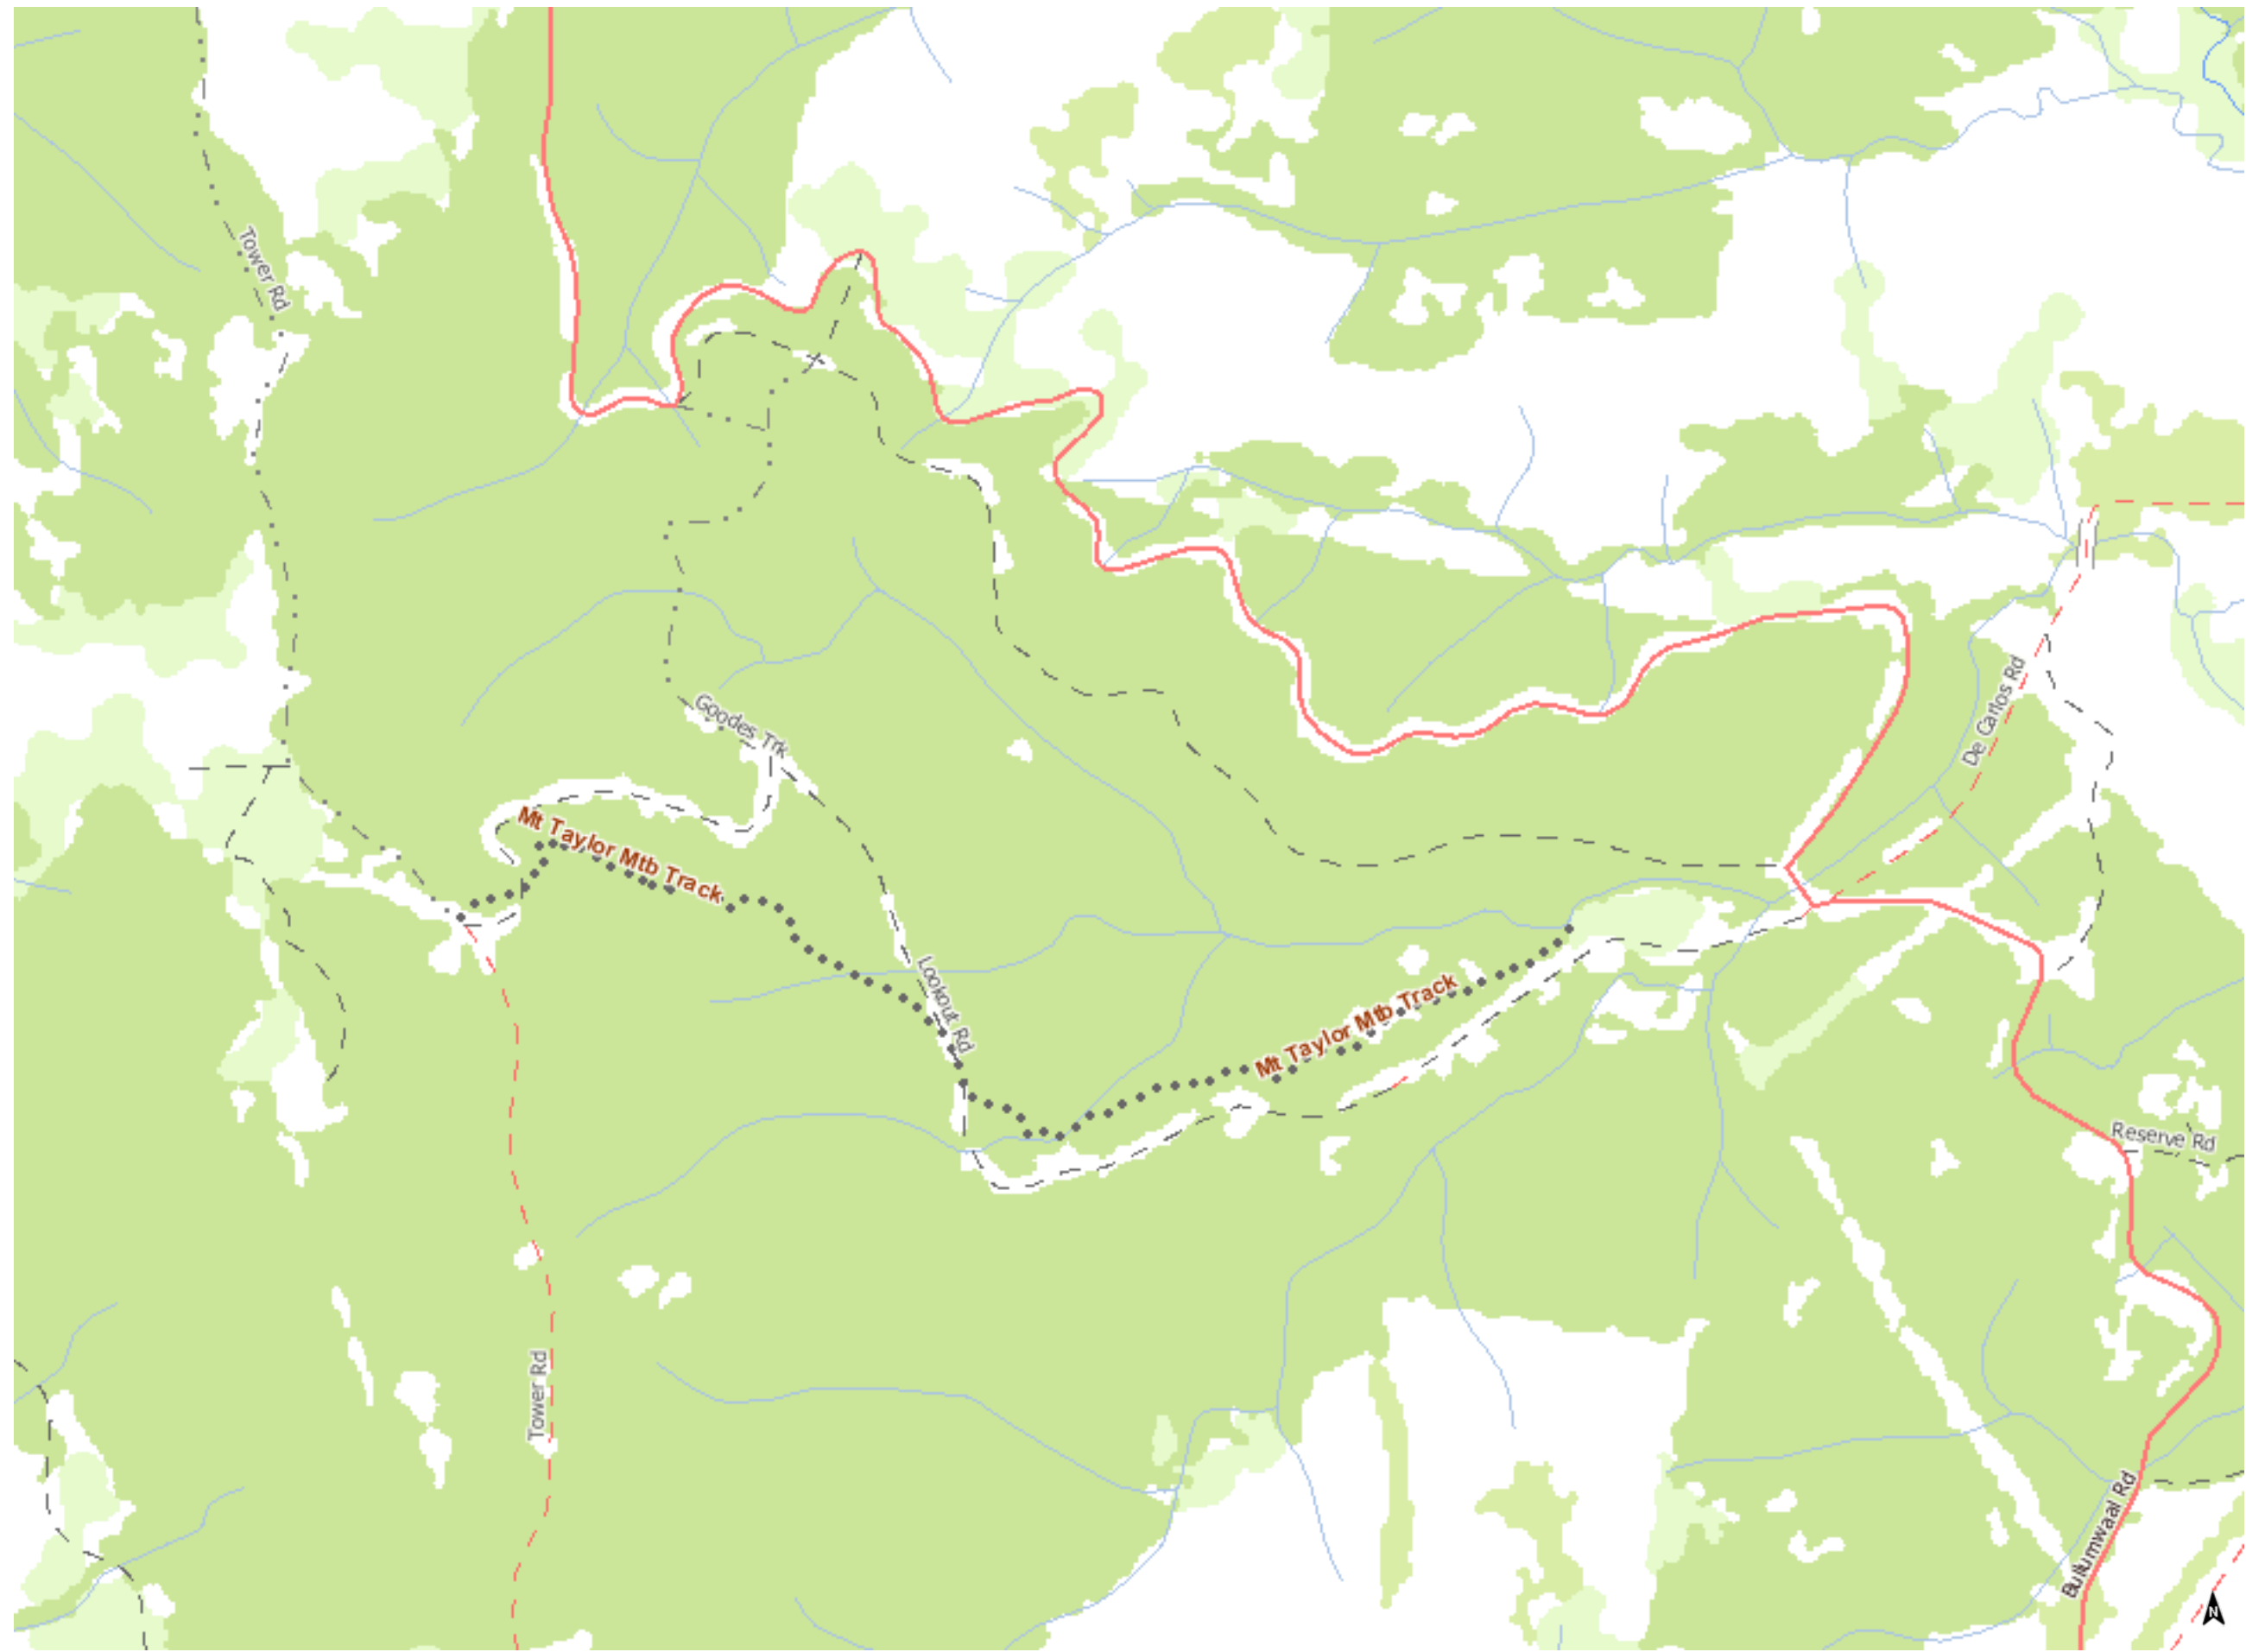 Tower Rd
Goodes Trk
De Carlos Rd
Mt Taylor Mtb Track
Lookout Rd
Mt Taylor Mtb Track
Reserve Rd
Tower Rd
Bullumwaal Rd
N